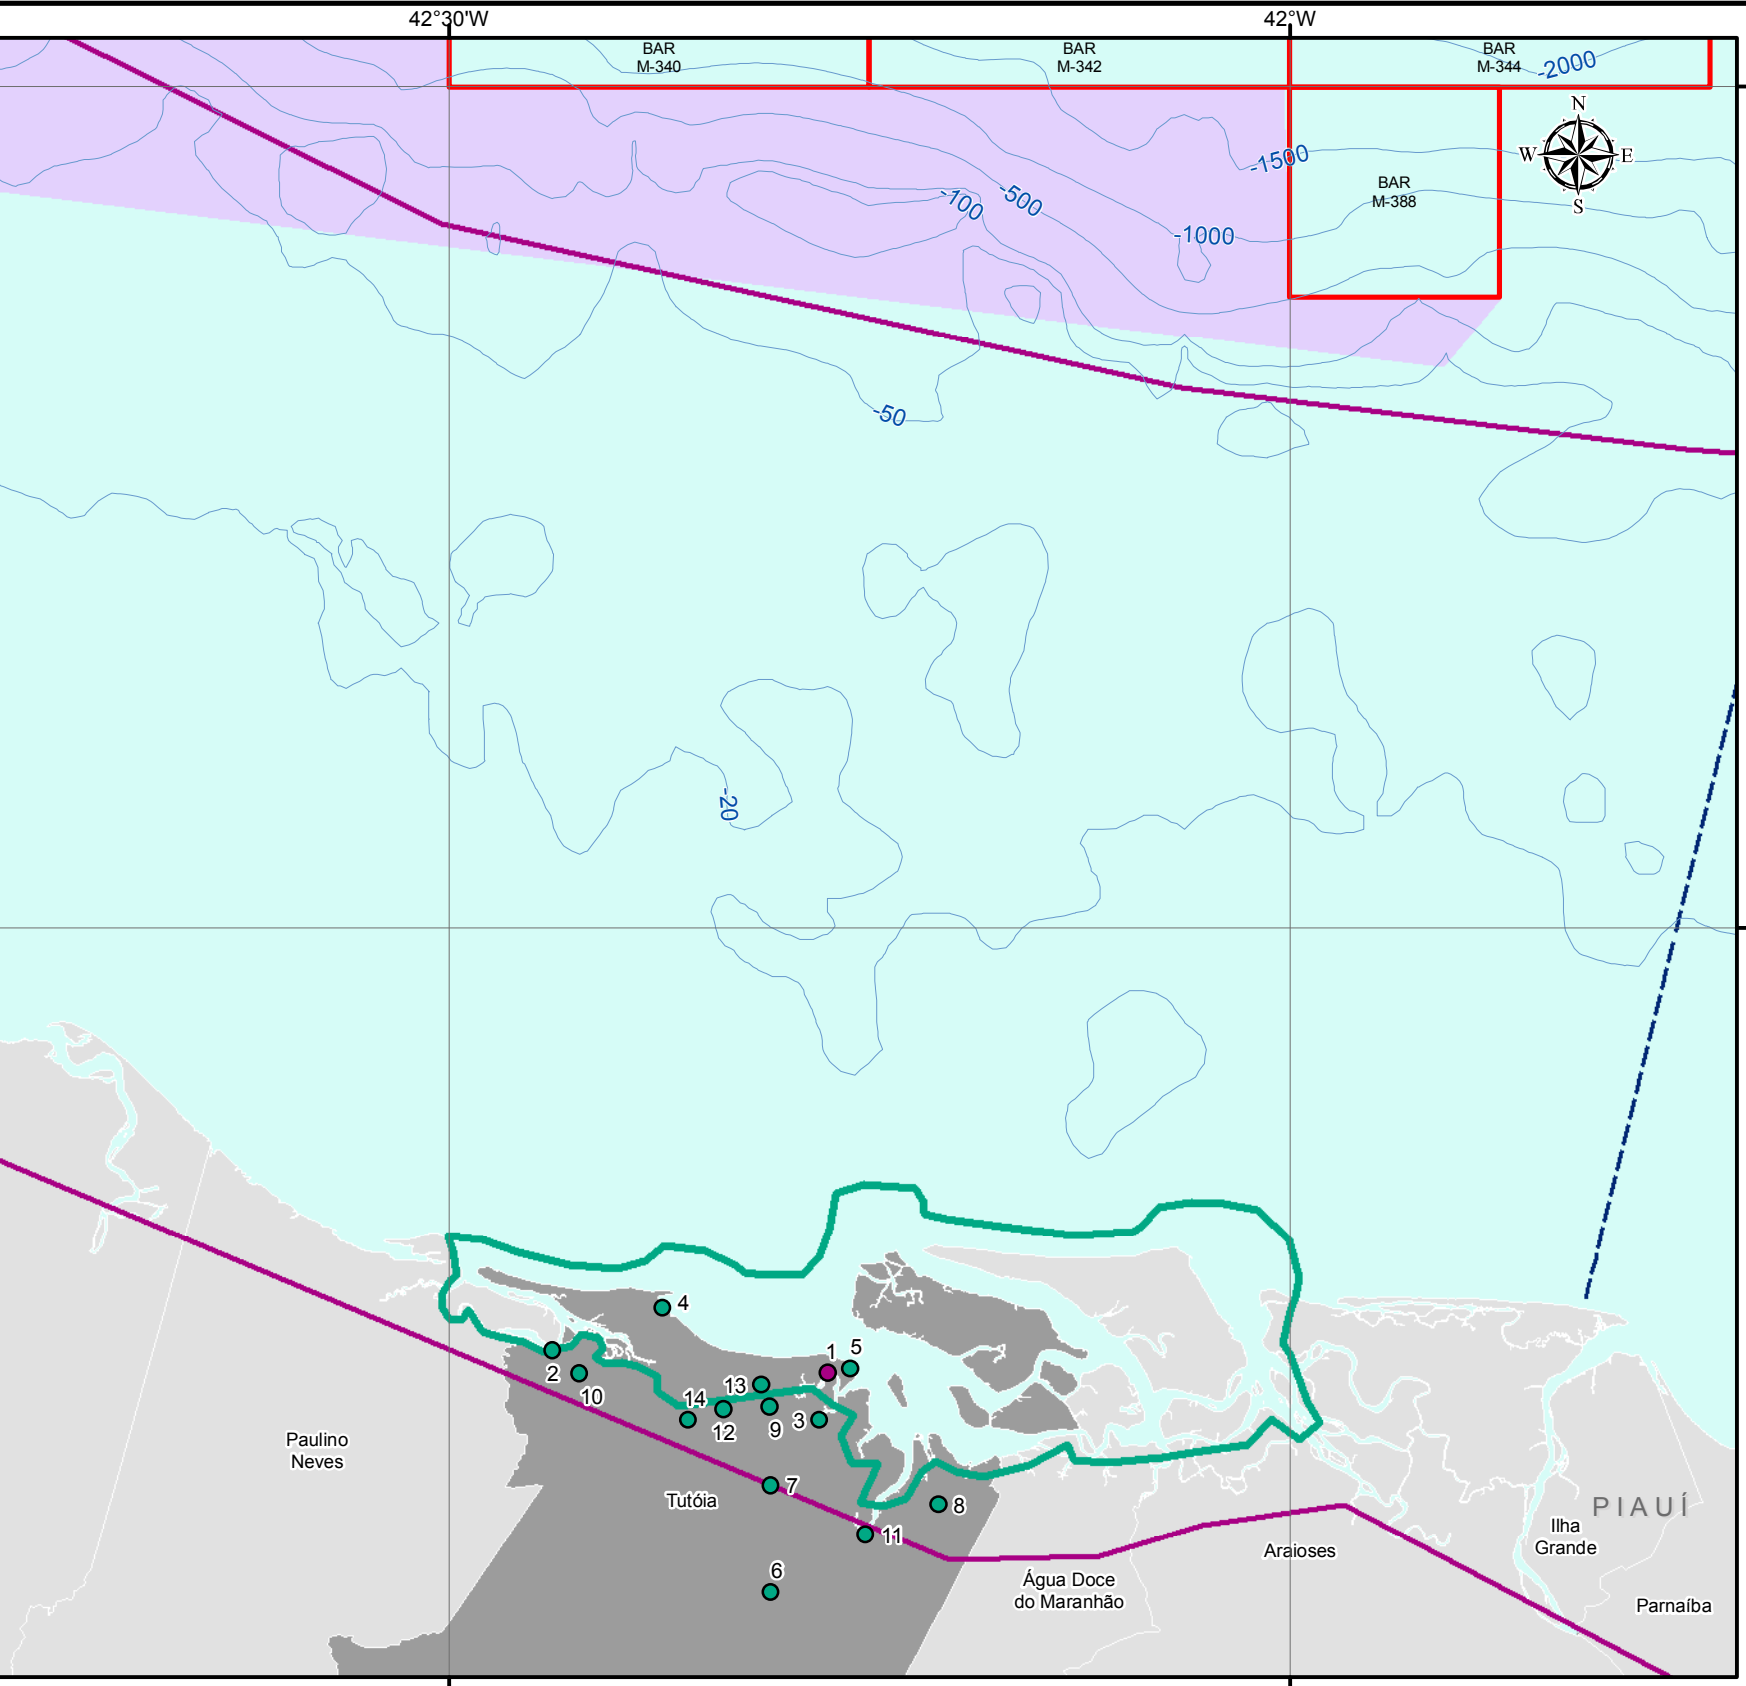 42°30'W
42°W
BAR
M-340
BAR
M-342
BAR
M-344
-2000
N
W
E
S
-1500
BAR
M-388
-100
-500
-1000
-50
-20
4
1
5
2
10
13
14
12
9
3
7
8
11
6
Paulino
Neves
Tutóia
PIAUÍ
Ilha
Grande
Araioses
Água Doce
do Maranhão
Parnaíba